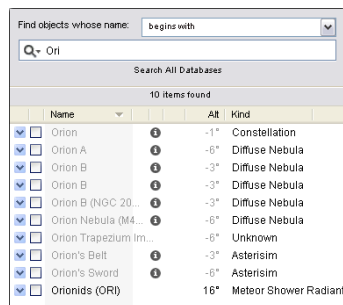 Find objects whose name: begins with
Ori
Search All Databases
10 items found
Name Alt Kind
Orion -1° Constellation
Orion A -6° Diffuse Nebula
Orion B -3° Diffuse Nebula
Orion B -3° Diffuse Nebula
Orion B (NGC 20... -3° Diffuse Nebula
Orion Nebula (M4... -6° Diffuse Nebula
Orion Trapezium Im... -6° Unknown
Orion's Belt -3° Asterisim
Orion's Sword -6° Asterisim
Orionids (ORI) 16° Meteor Shower Radiant